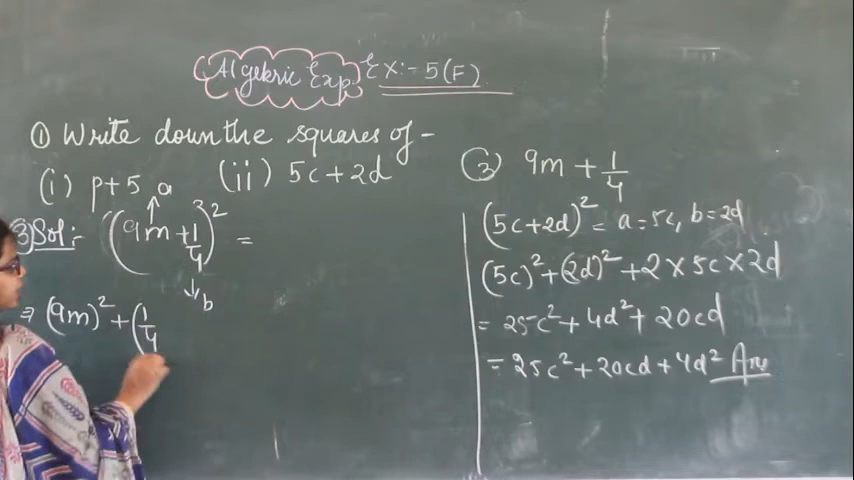 Algebric Exp. Ex:- 5(F)
① Write down the squares of -
(i) p+5 (ii) 5c+2d
③ 9m + 1/4
a
③ Sol:- (9m + 1/4)² =
b
⇒ (9m)² + (1/4
(5c+2d)² = a=5c, b=2d
(5c)² + (2d)² + 2 × 5c × 2d
= 25c² + 4d² + 20cd
= 25c² + 20cd + 4d² Ans